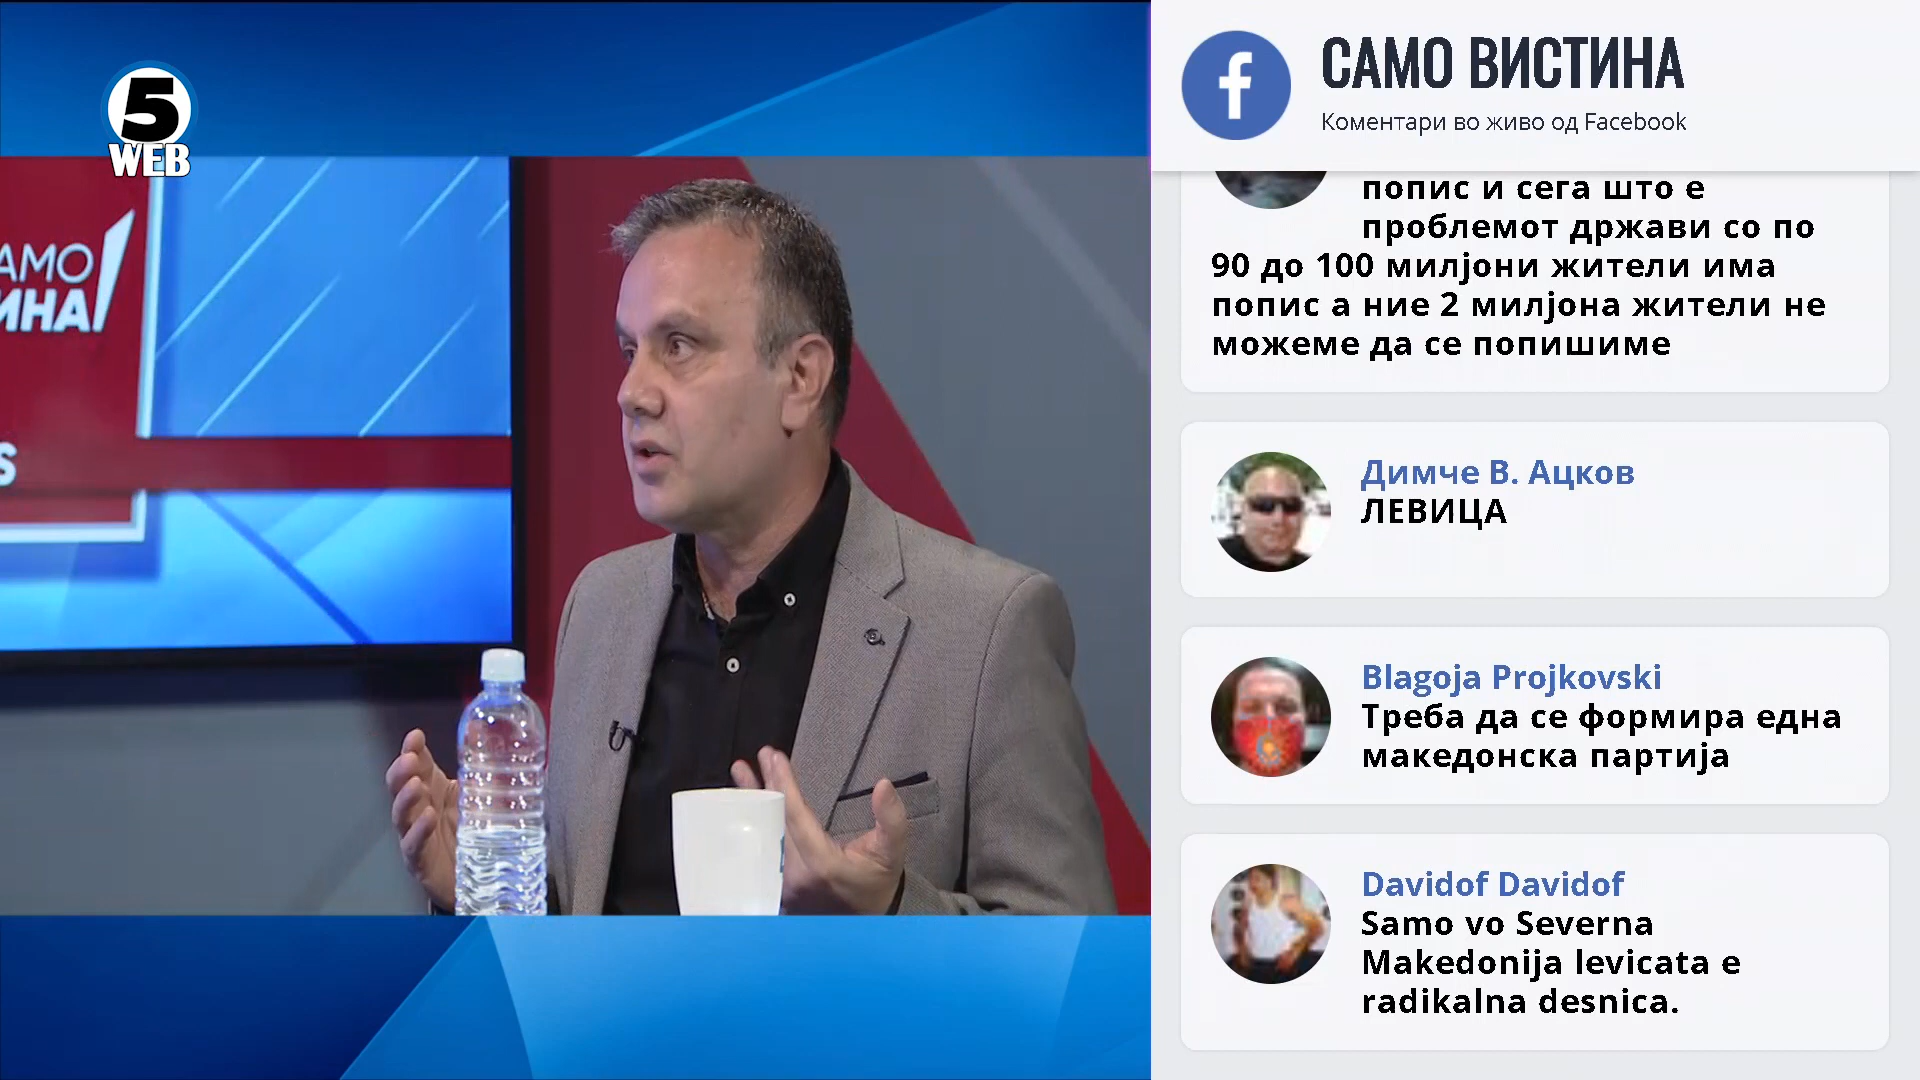 5
WEB
АМО
ИНА
S
САМО ВИСТИНА
Коментари во живо од Facebook
попис и сега што е
проблемот држави со по
90 до 100 милјони жители има
попис а ние 2 милјона жители не
можеме да се попишиме
Димче В. Ацков
ЛЕВИЦА
Blagoja Projkovski
Треба да се формира една
македонска партија
Davidof Davidof
Samo vo Severna
Makedonija levicata e
radikalna desnica.